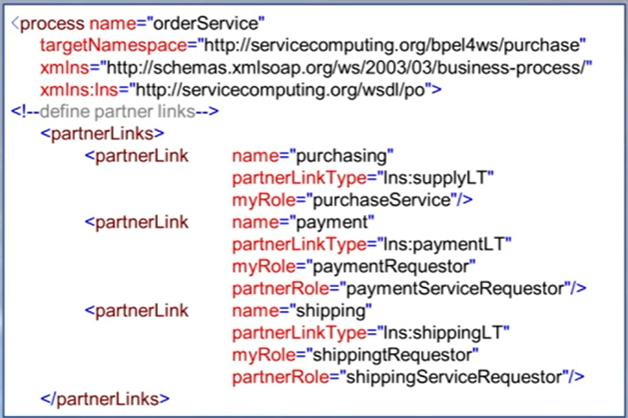 <process name="orderService"
targetNamespace="http://servicecomputing.org/bpel4ws/purchase"
xmlns="http://schemas.xmlsoap.org/ws/2003/03/business-process/"
xmlns:lns="http://servicecomputing.org/wsdl/po">
<!--define partner links-->
<partnerLinks>
<partnerLink name="purchasing"
partnerLinkType="lns:supplyLT"
myRole="purchaseService"/>
<partnerLink name="payment"
partnerLinkType="lns:paymentLT"
myRole="paymentRequestor"
partnerRole="paymentServiceRequestor"/>
<partnerLink name="shipping"
partnerLinkType="lns:shippingLT"
myRole="shippingtRequestor"
partnerRole="shippingServiceRequestor"/>
</partnerLinks>